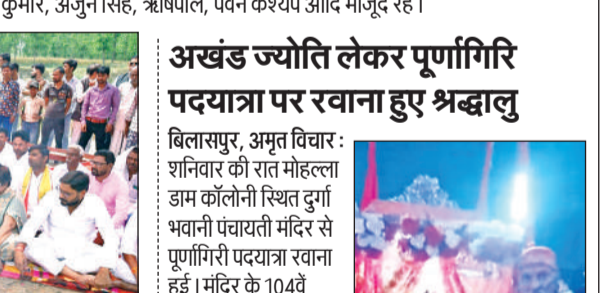 कुमार, अर्जुन सिंह, ऋषिपाल, पवन कश्यप आदि मौजूद रहे।
अखंड ज्योति लेकर पूर्णागिरि
पदयात्रा पर रवाना हुए श्रद्धालु
बिलासपुर, अमृत विचार :
शनिवार की रात मोहल्ला
डाम कॉलोनी स्थित दुर्गा
भवानी पंचायती मंदिर से
पूर्णागिरी पदयात्रा रवाना
हुई। मंदिर के 104वें